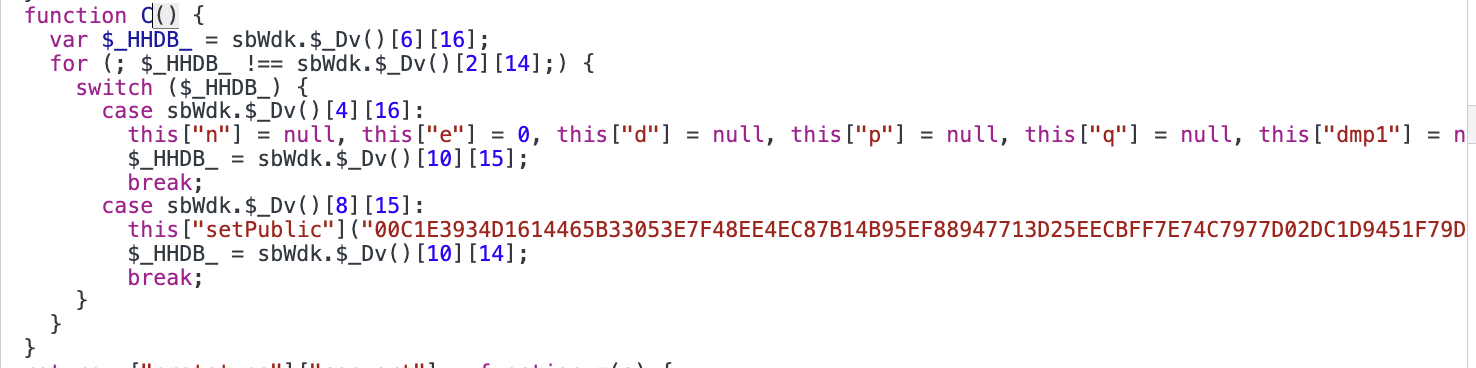 function C() {
var $_HHDB_ = sbWdk.$_Dv()[6][16];
for (; $_HHDB_ !== sbWdk.$_Dv()[2][14];) {
switch ($_HHDB_) {
case sbWdk.$_Dv()[4][16]:
this["n"] = null, this["e"] = 0, this["d"] = null, this["p"] = null, this["q"] = null, this["dmp1"] = n
$_HHDB_ = sbWdk.$_Dv()[10][15];
break;
case sbWdk.$_Dv()[8][15]:
this["setPublic"]("00C1E3934D1614465B33053E7F48EE4EC87B14B95EF88947713D25EECBFF7E74C7977D02DC1D9451F79D
$_HHDB_ = sbWdk.$_Dv()[10][14];
break;
}
}
}